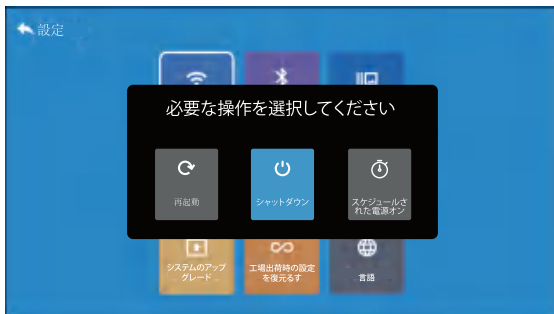 設定
必要な操作を選択してください
再起動
シャットダウン
スケジュールさ
れた電源オン
システムのアップ
グレード
工場出荷時の設定
を復元るす
言語